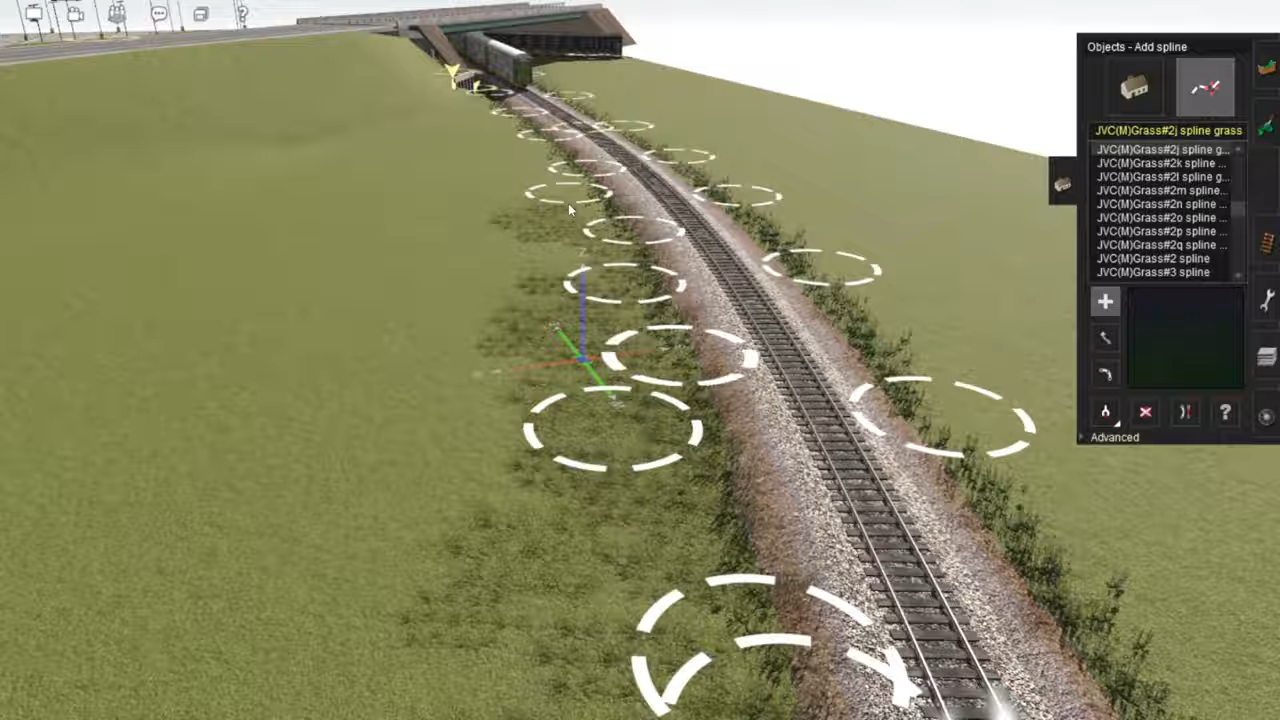 Objects - Add spline
JVC(M)Grass#2j spline grass
JVC(M)Grass#2j spline g...
JVC(M)Grass#2k spline ...
JVC(M)Grass#2l spline g...
JVC(M)Grass#2m spline...
JVC(M)Grass#2n spline ...
JVC(M)Grass#2o spline ...
JVC(M)Grass#2p spline ...
JVC(M)Grass#2q spline ...
JVC(M)Grass#2 spline
JVC(M)Grass#3 spline
Advanced